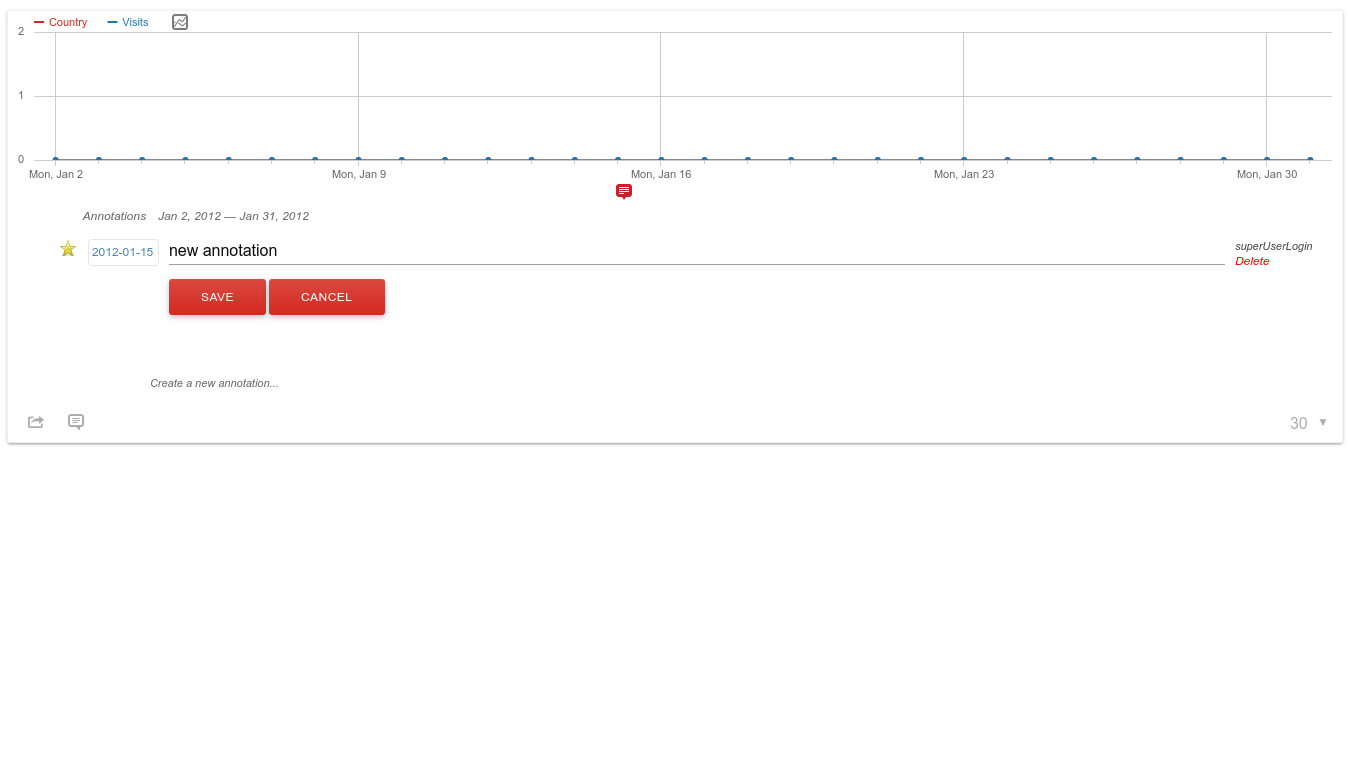 Country Visits
2
1
0
Mon, Jan 2 Mon, Jan 9 Mon, Jan 16 Mon, Jan 23 Mon, Jan 30
Annotations Jan 2, 2012 — Jan 31, 2012
2012-01-15 new annotation superUserLogin
Delete
SAVE CANCEL
Create a new annotation...
30